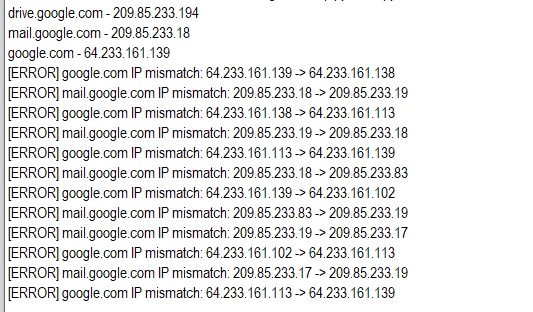 drive.google.com - 209.85.233.194
mail.google.com - 209.85.233.18
google.com - 64.233.161.139
[ERROR] google.com IP mismatch: 64.233.161.139 -> 64.233.161.138
[ERROR] mail.google.com IP mismatch: 209.85.233.18 -> 209.85.233.19
[ERROR] google.com IP mismatch: 64.233.161.138 -> 64.233.161.113
[ERROR] mail.google.com IP mismatch: 209.85.233.19 -> 209.85.233.18
[ERROR] google.com IP mismatch: 64.233.161.113 -> 64.233.161.139
[ERROR] mail.google.com IP mismatch: 209.85.233.18 -> 209.85.233.83
[ERROR] google.com IP mismatch: 64.233.161.139 -> 64.233.161.102
[ERROR] mail.google.com IP mismatch: 209.85.233.83 -> 209.85.233.19
[ERROR] mail.google.com IP mismatch: 209.85.233.19 -> 209.85.233.17
[ERROR] google.com IP mismatch: 64.233.161.102 -> 64.233.161.113
[ERROR] mail.google.com IP mismatch: 209.85.233.17 -> 209.85.233.19
[ERROR] google.com IP mismatch: 64.233.161.113 -> 64.233.161.139